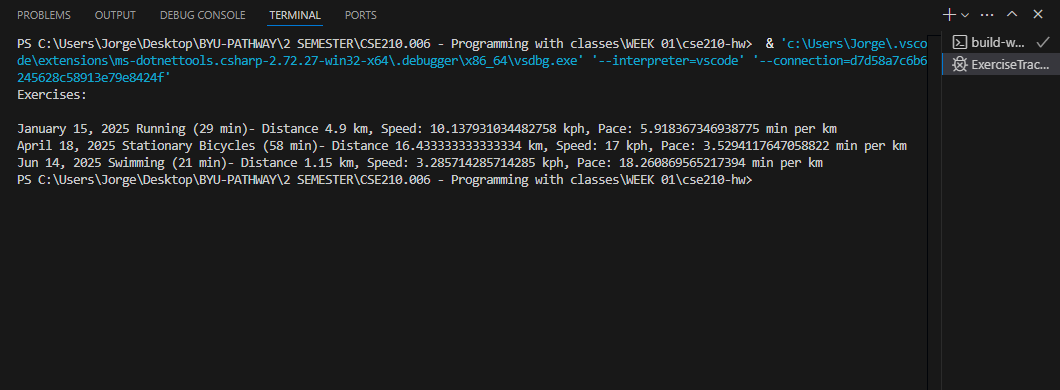 PROBLEMS OUTPUT DEBUG CONSOLE TERMINAL PORTS
PS C:\Users\Jorge\Desktop\BYU-PATHWAY\2 SEMESTER\CSE210.006 - Programming with classes\WEEK 01\cse210-hw> & 'c:\Users\Jorge\.vsco
de\extensions\ms-dotnettools.csharp-2.72.27-win32-x64\.debugger\x86_64\vsdbg.exe' '--interpreter=vscode' '--connection=d7d58a7c6b6
245628c58913e79e8424f'
Exercises:
January 15, 2025 Running (29 min)- Distance 4.9 km, Speed: 10.137931034482758 kph, Pace: 5.918367346938775 min per km
April 18, 2025 Stationary Bicycles (58 min)- Distance 16.433333333333334 km, Speed: 17 kph, Pace: 3.5294117647058822 min per km
Jun 14, 2025 Swimming (21 min)- Distance 1.15 km, Speed: 3.285714285714285 kph, Pace: 18.260869565217394 min per km
PS C:\Users\Jorge\Desktop\BYU-PATHWAY\2 SEMESTER\CSE210.006 - Programming with classes\WEEK 01\cse210-hw>
build-w...
ExerciseTrac...